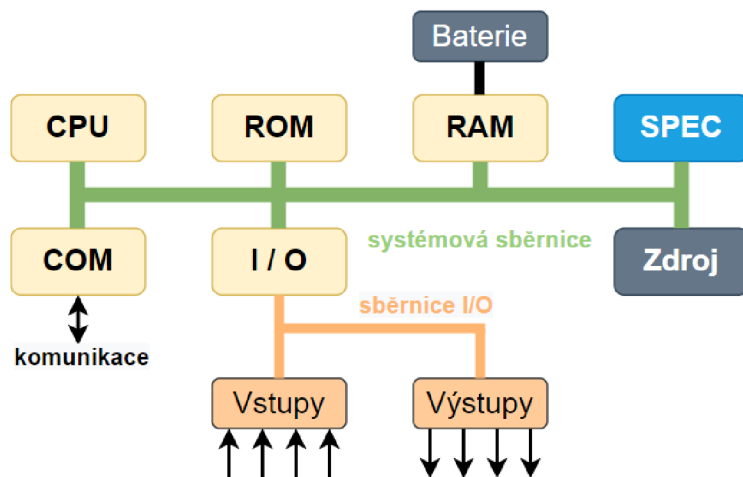 Baterie
CPU
ROM
RAM
SPEC
systémová sběrnice
COM
I / O
Zdroj
sběrnice I/O
komunikace
Vstupy
Výstupy